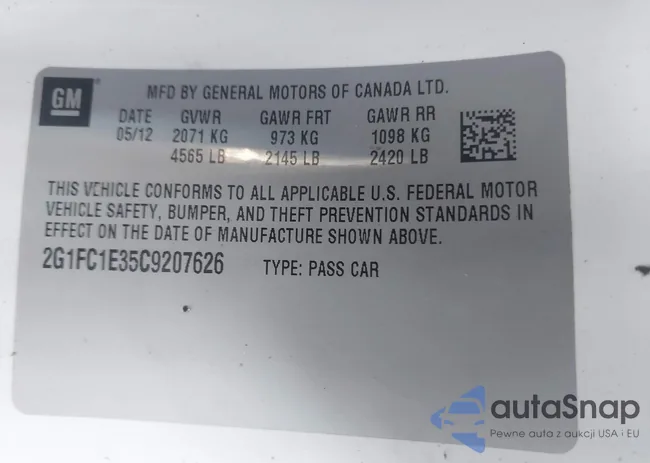 GM
MFD BY GENERAL MOTORS OF CANADA LTD.
DATE GVWR GAWR FRT GAWR RR
05/12 2071 KG 973 KG 1098 KG
4565 LB 2145 LB 2420 LB
THIS VEHICLE CONFORMS TO ALL APPLICABLE U.S. FEDERAL MOTOR
VEHICLE SAFETY, BUMPER, AND THEFT PREVENTION STANDARDS IN
EFFECT ON THE DATE OF MANUFACTURE SHOWN ABOVE.
2G1FC1E35C9207626 TYPE: PASS CAR
autoSnap
Pewne auta z aukcji USA i EU